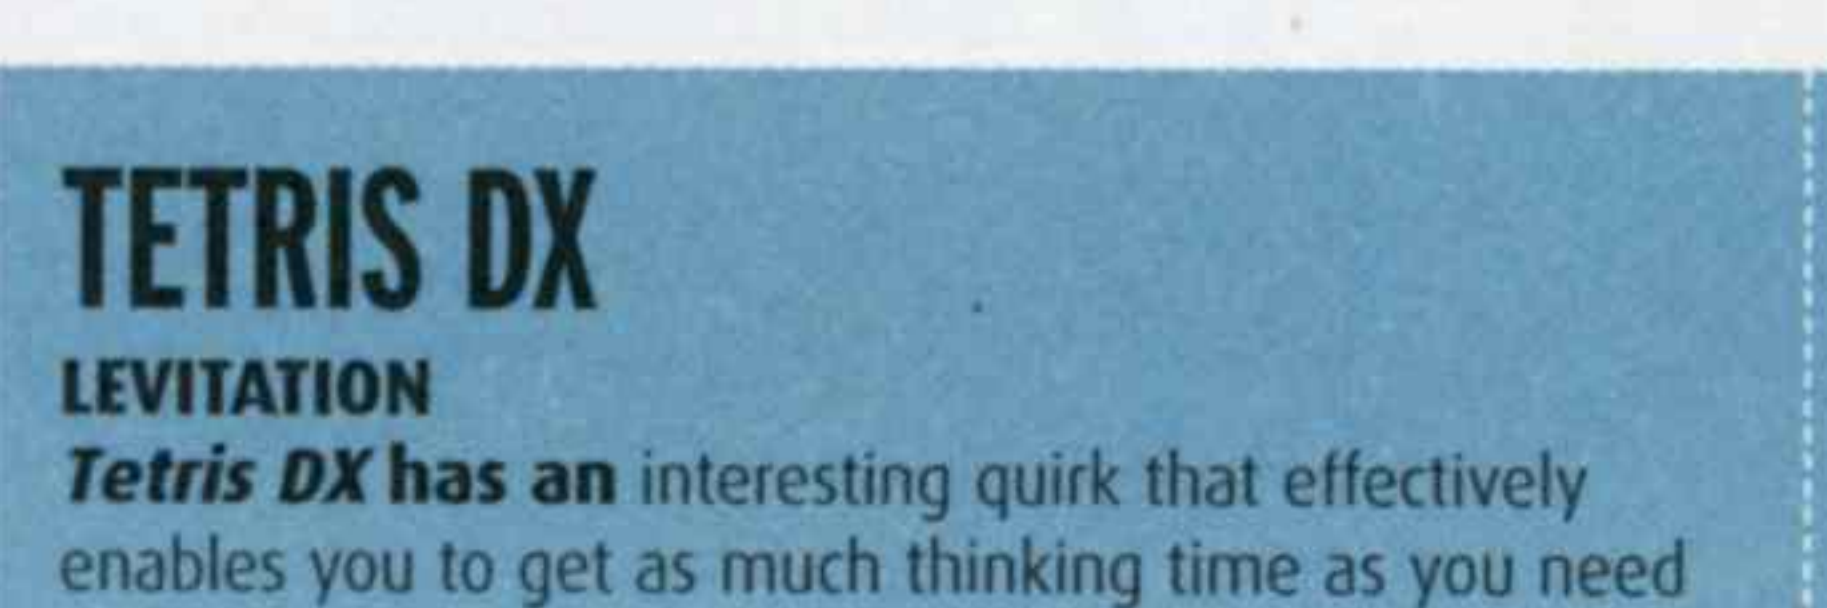 TETRIS DX
LEVITATION
Tetris DX has an interesting quirk that effectively
enables you to get as much thinking time as you need